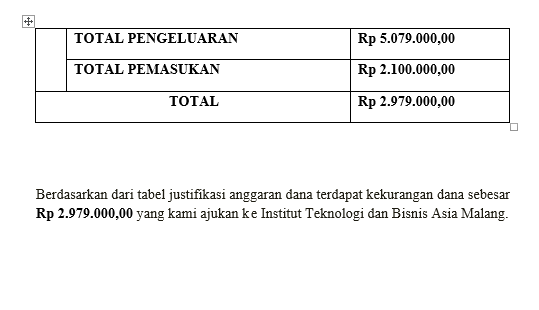 TOTAL PENGELUARAN Rp 5.079.000,00
TOTAL PEMASUKAN Rp 2.100.000,00
TOTAL Rp 2.979.000,00
Berdasarkan dari tabel justifikasi anggaran dana terdapat kekurangan dana sebesar
Rp 2.979.000,00 yang kami ajukan ke Institut Teknologi dan Bisnis Asia Malang.